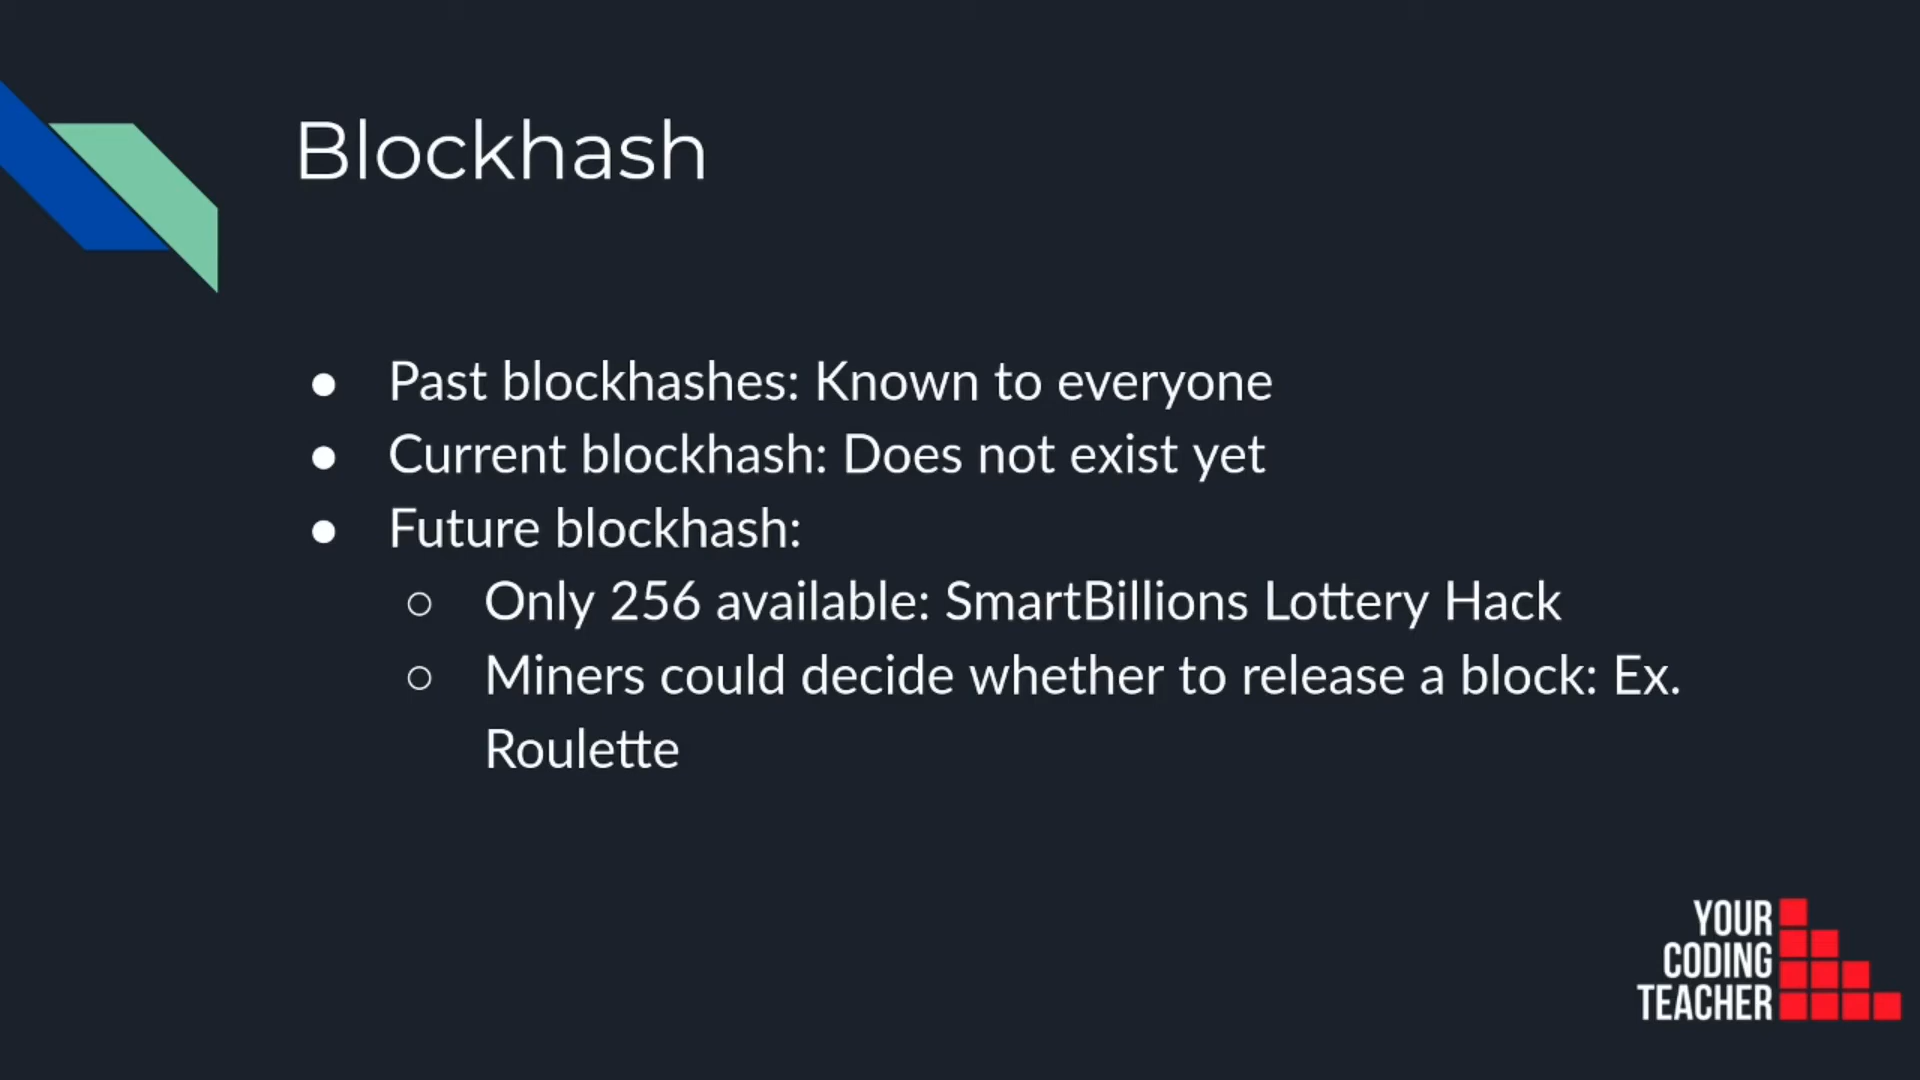 Blockhash
● Past blockhashes: Known to everyone
● Current blockhash: Does not exist yet
● Future blockhash:
○ Only 256 available: SmartBillions Lottery Hack
○ Miners could decide whether to release a block: Ex.
Roulette
YOUR
CODING
TEACHER